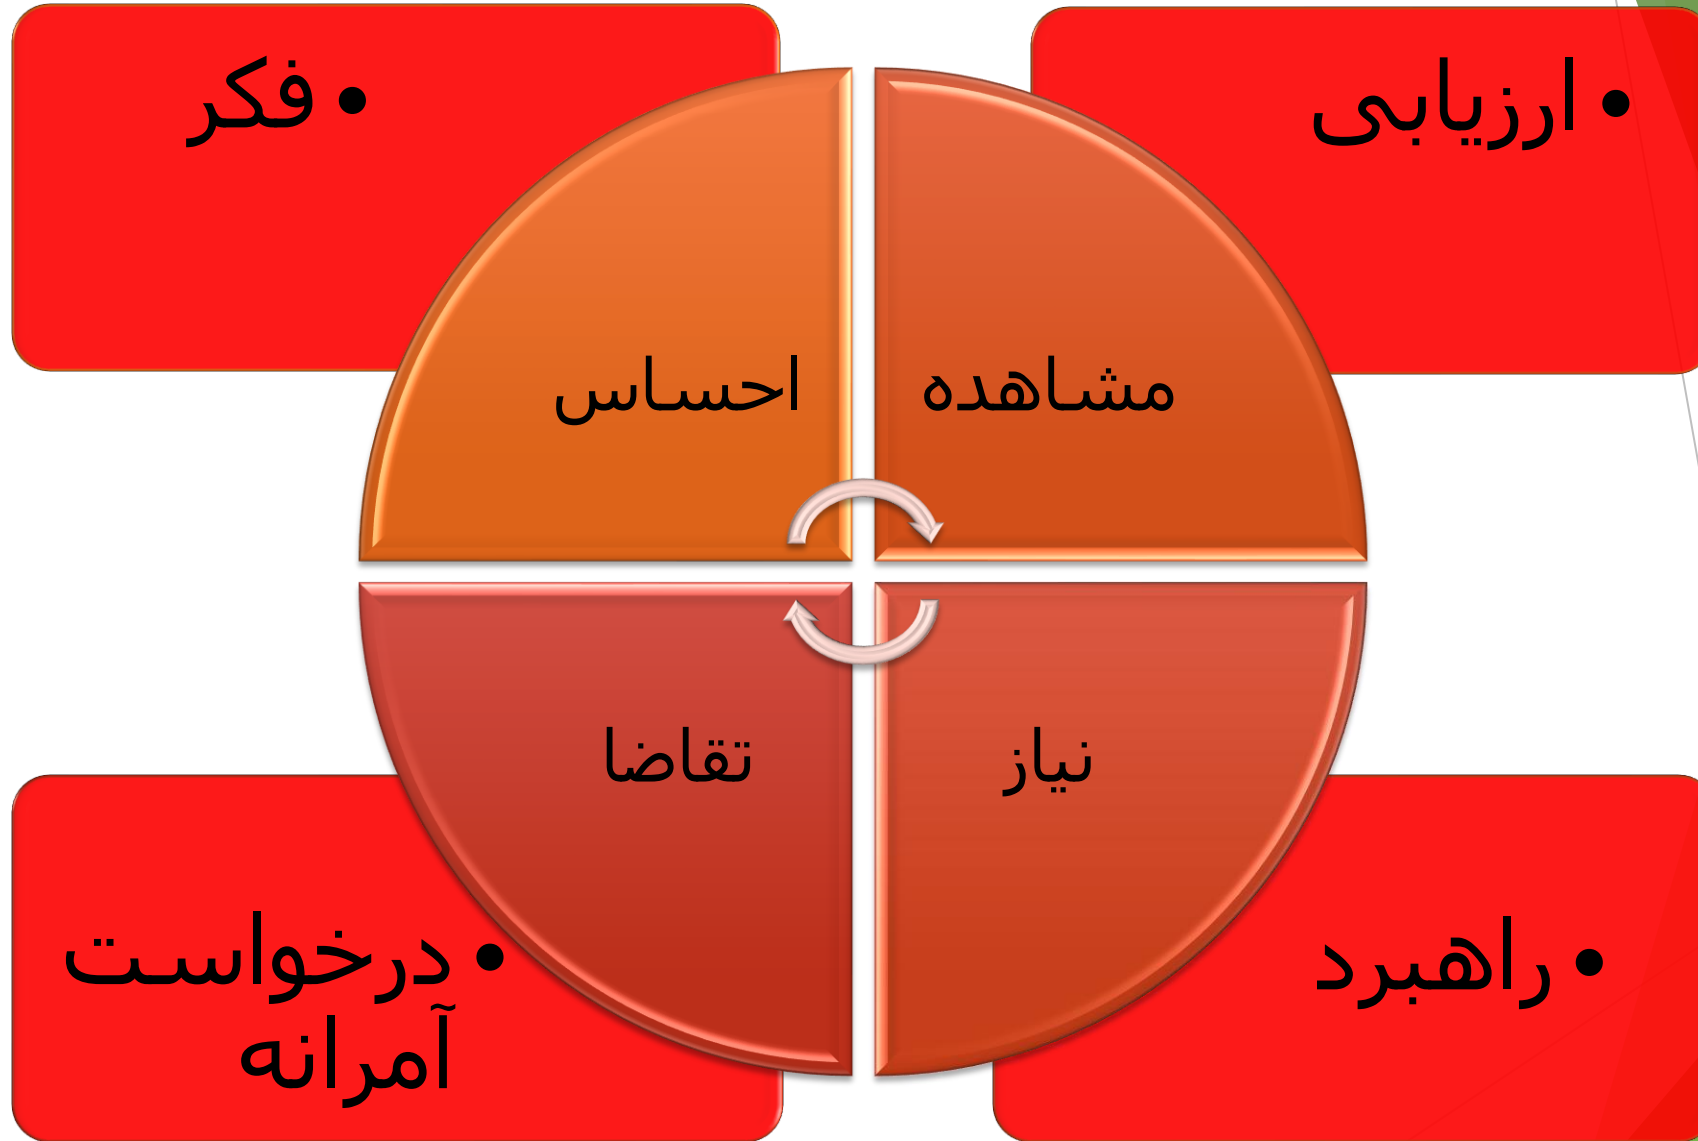 • ارزیابی
• فکر
مشاهده
احساس
نیاز
تقاضا
• راهبرد
• درخواست
آمرانه